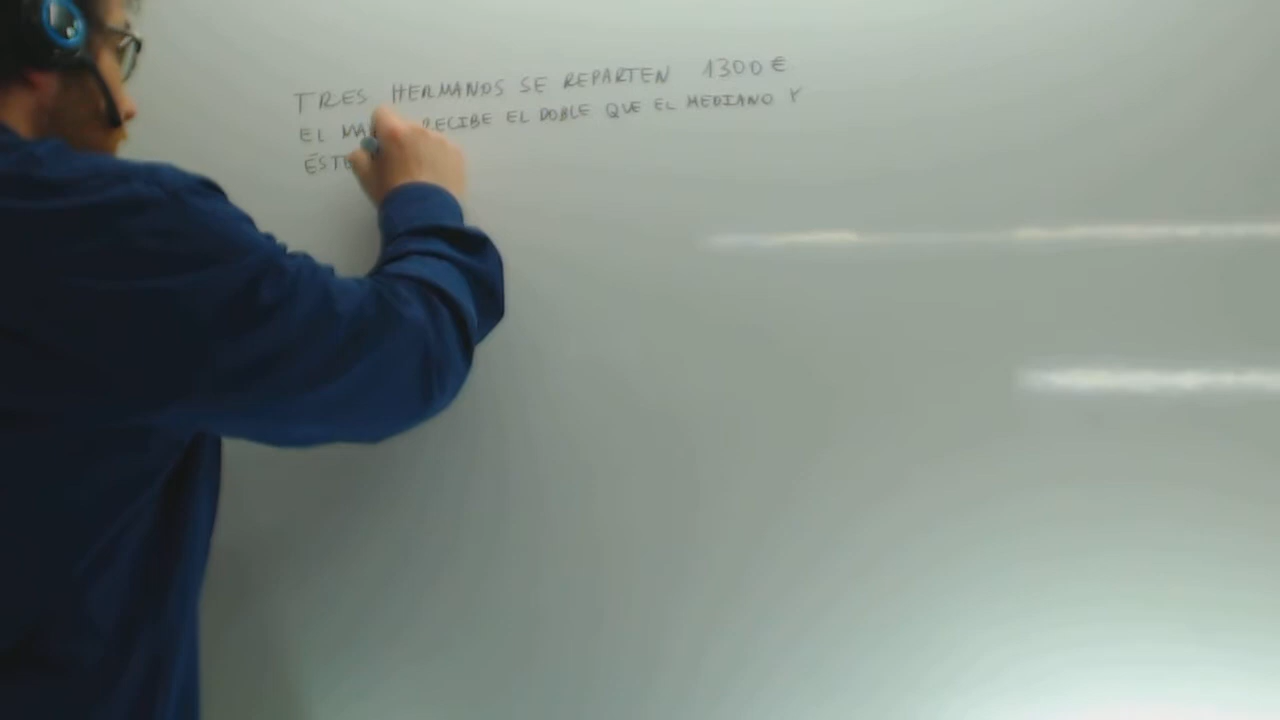 TRES HERMANOS SE REPARTEN 1300 €
EL RECIBE EL DOBLE QUE EL MEDIANO Y